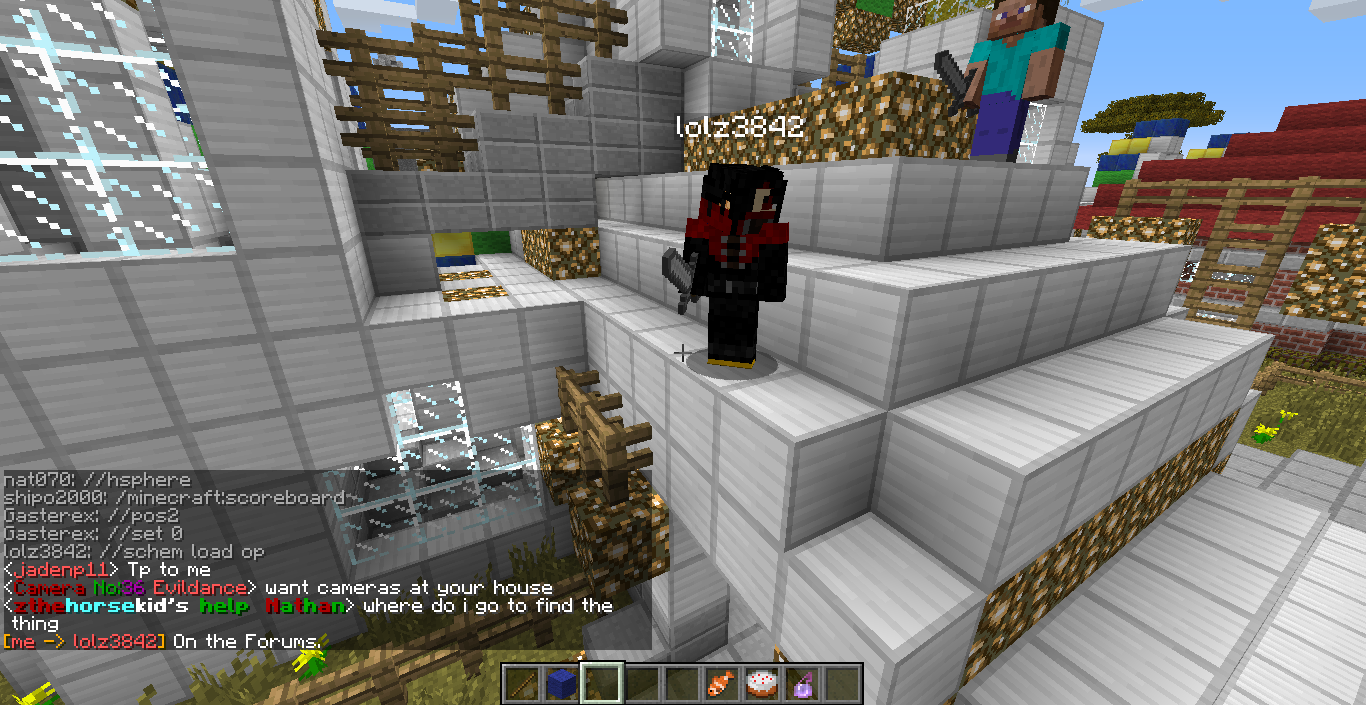 lolz3842
nat070: //hsphere
shipo2000: /minecraft:scoreboard
Gasterex: //pos2
Gasterex: //set 0
lolz3842: //schem load op
<jadenp11> Tp to me
<Camera No:36 Evildance> want cameras at your house
<zthehorsekid's help Nathan> where do i go to find the
thing
[me -> lolz3842] On the Forums.